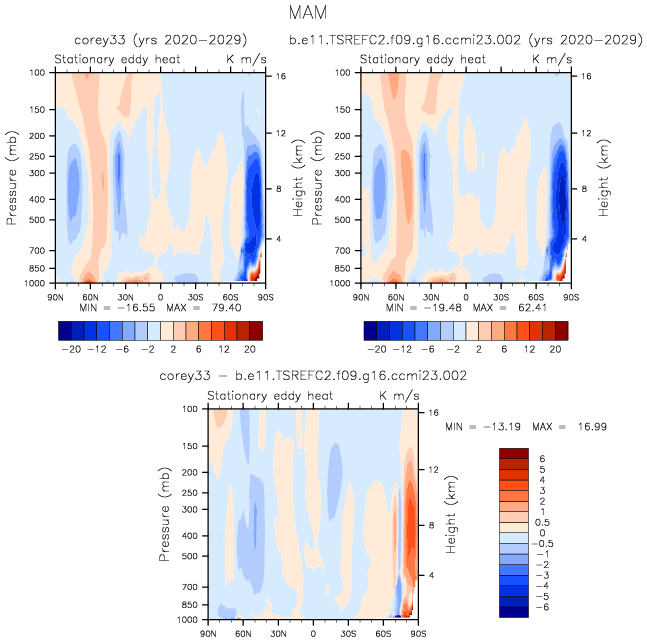 MAM
corey33 (yrs 2020-2029)
b.e11.TSREFC2.f09.g16.ccmi23.002 (yrs 2020-2029)
Stationary eddy heat K m/s
Stationary eddy heat K m/s
Pressure (mb)
100
150
200
250
300
400
500
700
850
1000
Height (km)
16
12
8
4
90N 60N 30N 0 30S 60S 90S
MIN = -16.55 MAX = 79.40
-20 -12 -6 -2 2 6 12 20
Pressure (mb)
100
150
200
250
300
400
500
700
850
1000
Height (km)
16
12
8
4
90N 60N 30N 0 30S 60S 90S
MIN = -19.48 MAX = 62.41
-20 -12 -6 -2 2 6 12 20
corey33 - b.e11.TSREFC2.f09.g16.ccmi23.002
Stationary eddy heat K m/s
Pressure (mb)
100
150
200
250
300
400
500
700
850
1000
Height (km)
16
12
8
4
90N 60N 30N 0 30S 60S 90S
MIN = -13.19 MAX = 16.99
6
5
4
3
2
1
0.5
0
-0.5
-1
-2
-3
-4
-5
-6